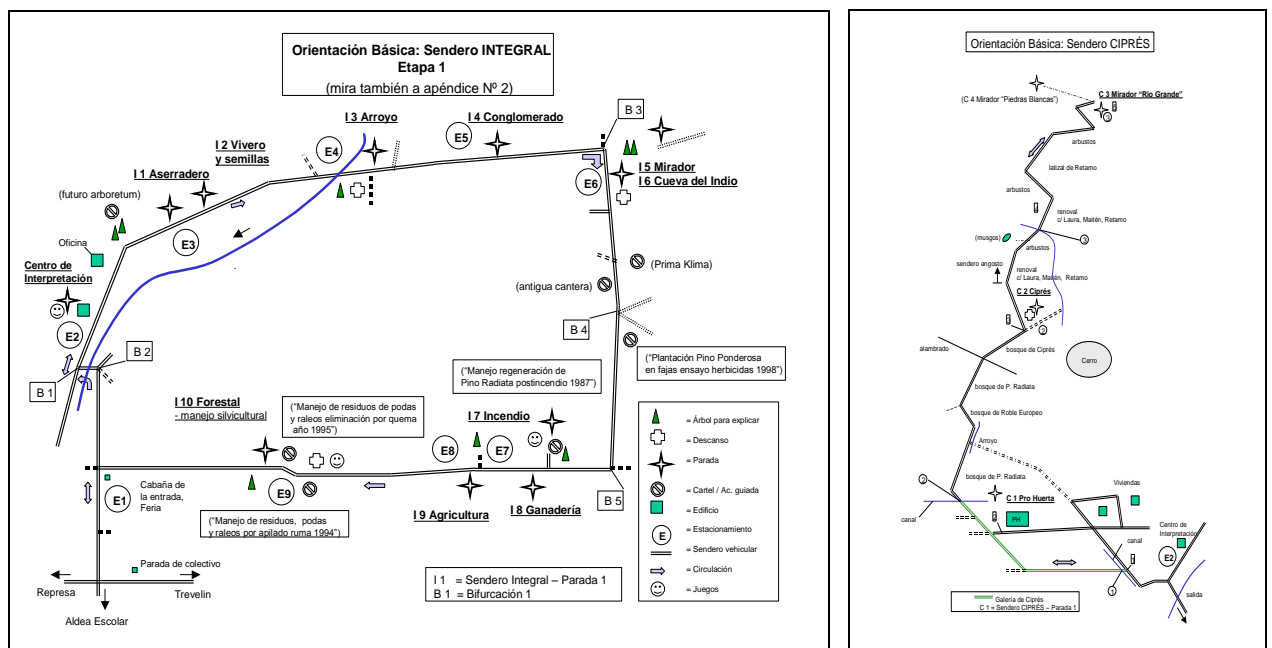 Orientación Básica: Sendero INTEGRAL
Etapa 1
(mira también a apéndice Nº 2)
B 3
I 3 Arroyo
I 4 Conglomerado
E5
E4
I 2 Vivero
y semillas
I 5 Mirador
I 6 Cueva del Indio
E6
I 1 Aserradero
(futuro arboretum)
E3
Oficina
Centro de
Interpretación
E2
(Prima Klima)
(antigua cantera)
B 4
B 2
B 1
("Plantación Pino Ponderosa
en fajas ensayo herbicidas 1998")
("Manejo regeneración de
Pino Radiata postincendio 1987")
I 10 Forestal
- manejo silvicultural
("Manejo de residuos de podas
y raleos eliminación por quema
año 1995")
I 7 Incendio
E8
E7
E1
Cabaña de
la entrada,
Feria
E9
B 5
I 9 Agricultura
I 8 Ganadería
("Manejo de residuos, podas
y raleos por apilado ruma 1994")
Parada de colectivo
Represa
Trevelin
Aldea Escolar
I 1 = Sendero Integral – Parada 1
B 1 = Bifurcación 1
= Árbol para explicar
= Descanso
= Parada
= Cartel / Ac. guiada
= Edificio
E = Estacionamiento
= Sendero vehicular
= Circulación
= Juegos
Orientación Básica: Sendero CIPRÉS
(C 4 Mirador "Piedras Blancas")
C 3 Mirador "Rio Grande"
3
arbustos
latizal de Retamo
arbustos
renoval
c/ Laura, Maitén, Retamo
(musgos)
3
arbustos
sendero angosto
renoval
c/ Laura, Maitén, Retamo
C 2 Ciprés
2
bosque de Ciprés
alambrado
Cerro
bosque de P. Radiata
bosque de Roble Europeo
Arroyo
bosque de P. Radiata
2
C 1 Pro Huerta
Viviendas
canal
PH
Centro de
Interpretación
canal
E2
1
salida
Galería de Ciprés
C 1 = Sendero CIPRÉS – Parada 1